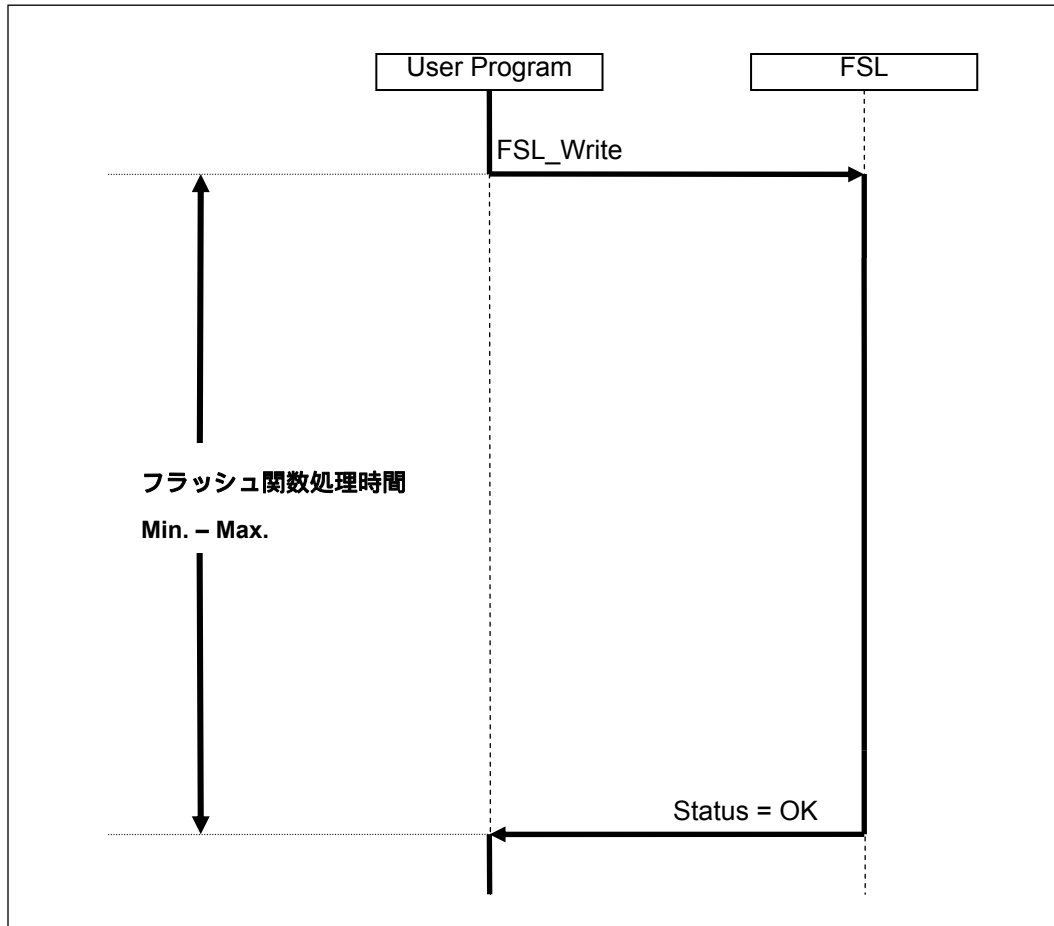 User Program
FSL
FSL_Write
フラッシュ関数処理時間
Min. – Max.
Status = OK